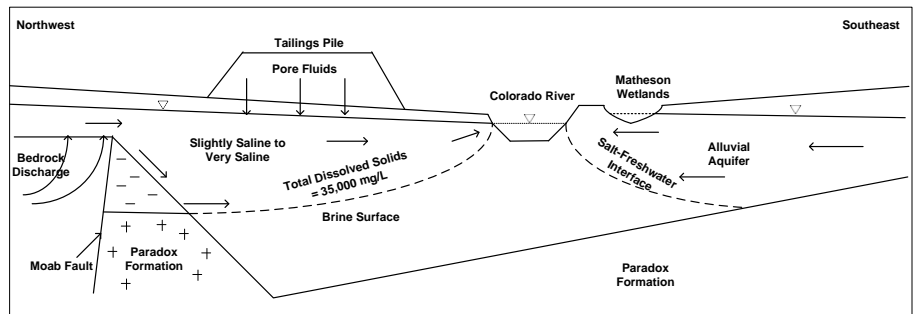 Northwest
Southeast
Tailings Pile
Pore Fluids
Colorado River
Matheson
Wetlands
Slightly Saline to
Very Saline
Bedrock
Discharge
Total Dissolved Solids
= 35,000 mg/L
Salt-Freshwater
Interface
Alluvial
Aquifer
Brine Surface
Moab Fault
Paradox
Formation
Paradox
Formation